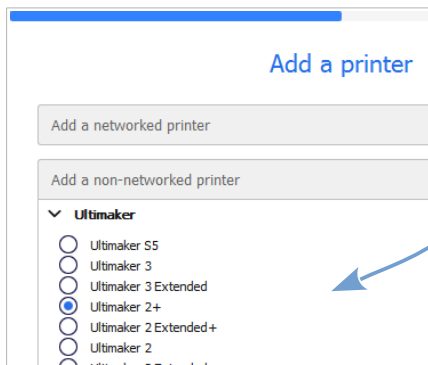 Add a printer
Add a networked printer
Add a non-networked printer
Ultimaker
Ultimaker S5
Ultimaker 3
Ultimaker 3 Extended
Ultimaker 2+
Ultimaker 2 Extended+
Ultimaker 2